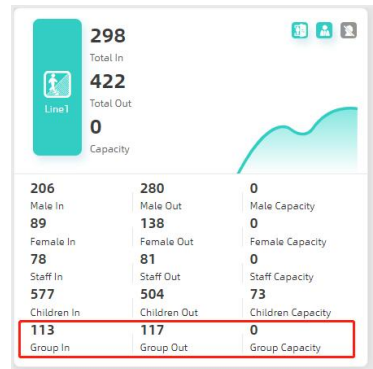 298
Total In
422
Total Out
0
Capacity
Line1
206 280 0
Male In Male Out Male Capacity
89 138 0
Female In Female Out Female Capacity
78 81 0
Staff In Staff Out Staff Capacity
577 504 73
Children In Children Out Children Capacity
113 117 0
Group In Group Out Group Capacity